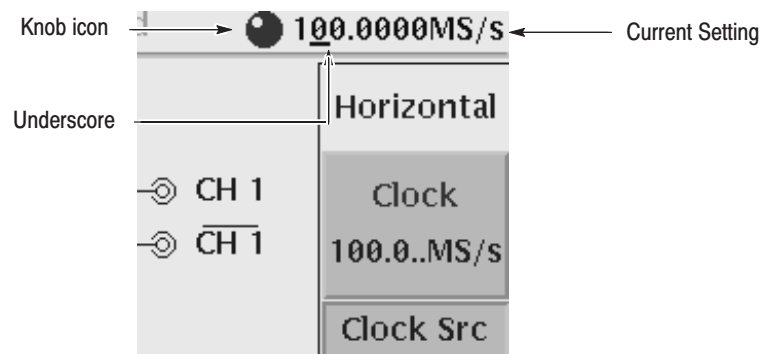 Knob icon
100.0000MS/s
Current Setting
Underscore
Horizontal
CH 1
CH 1
Clock
100.0..MS/s
Clock Src